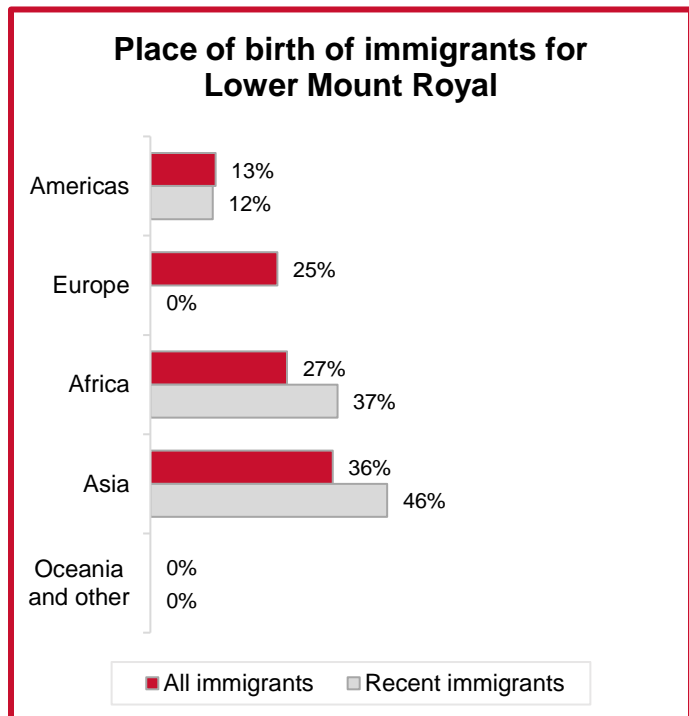 Place of birth of immigrants for
Lower Mount Royal
Americas
13%
12%
Europe
25%
0%
Africa
27%
37%
Asia
36%
46%
Oceania
and other
0%
0%
All immigrants
Recent immigrants